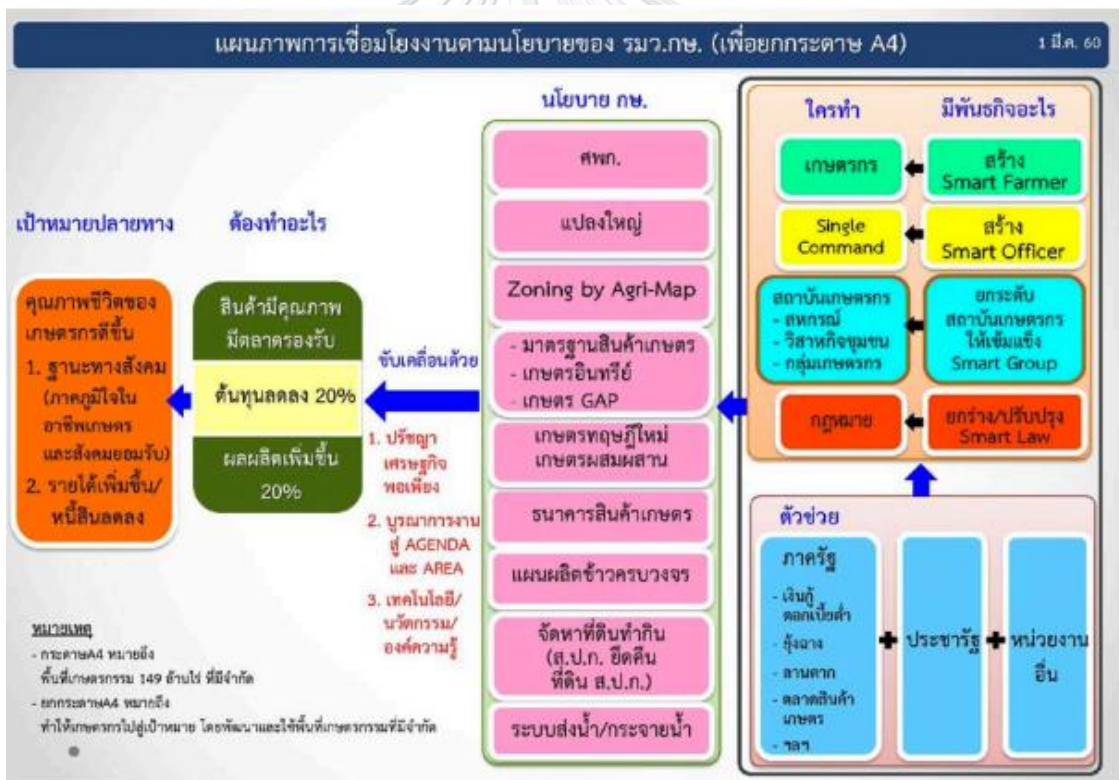 แผนภาพการเชื่อมโยงงานตามนโยบายของ รมว.กษ. (เพื่อยกกระดาษ A4)
1 มี.ค. 60
เป้าหมายปลายทาง
คุณภาพชีวิตของ
เกษตรกรดีขึ้น
1. ฐานะทางสังคม
(ภาคภูมิใจใน
อาชีพเกษตร
และสังคมยอมรับ)
2. รายได้เพิ่มขึ้น/
หนี้สินลดลง
ต้องทำอะไร
สินค้ามีคุณภาพ
มีตลาดรองรับ
ต้นทุนลดลง 20%
ผลผลิตเพิ่มขึ้น
20%
ขับเคลื่อนด้วย
1. ปรัชญา
เศรษฐกิจ
พอเพียง
2. บูรณาการงาน
สู่ AGENDA
และ AREA
3. เทคโนโลยี/
นวัตกรรม/
องค์ความรู้
นโยบาย กษ.
ศพก.
แปลงใหญ่
Zoning by Agri-Map
- มาตรฐานสินค้าเกษตร
- เกษตรอินทรีย์
- เกษตร GAP
เกษตรทฤษฎีใหม่
เกษตรผสมผสาน
ธนาคารสินค้าเกษตร
แผนผลิตข้าวครบวงจร
จัดหาที่ดินทำกิน
(ส.ป.ก. ยึดคืน
ที่ดิน ส.ป.ก.)
ระบบส่งน้ำ/กระจายน้ำ
ใครทำ
มีพันธกิจอะไร
เกษตรกร
สร้าง
Smart Farmer
Single
Command
สร้าง
Smart Officer
สถาบันเกษตรกร
- สหกรณ์
- วิสาหกิจชุมชน
- กลุ่มเกษตรกร
ยกระดับ
สถาบันเกษตรกร
ให้เข้มแข็ง
Smart Group
กฎหมาย
ยกร่าง/ปรับปรุง
Smart Law
ตัวช่วย
ภาครัฐ
- เงินกู้
ดอกเบี้ยต่ำ
- ยุ้งฉาง
- ลานตาก
- ตลาดสินค้า
เกษตร
- ฯลฯ
ประชารัฐ
หน่วยงาน
อื่น
หมายเหตุ
- กระดาษA4 หมายถึง
พื้นที่เกษตรกรรม 149 ล้านไร่ ที่มีจำกัด
- ยกกระดาษA4 หมายถึง
ทำให้เกษตรกรไปสู่เป้าหมาย โดยพัฒนาและใช้พื้นที่เกษตรกรรมที่มีจำกัด